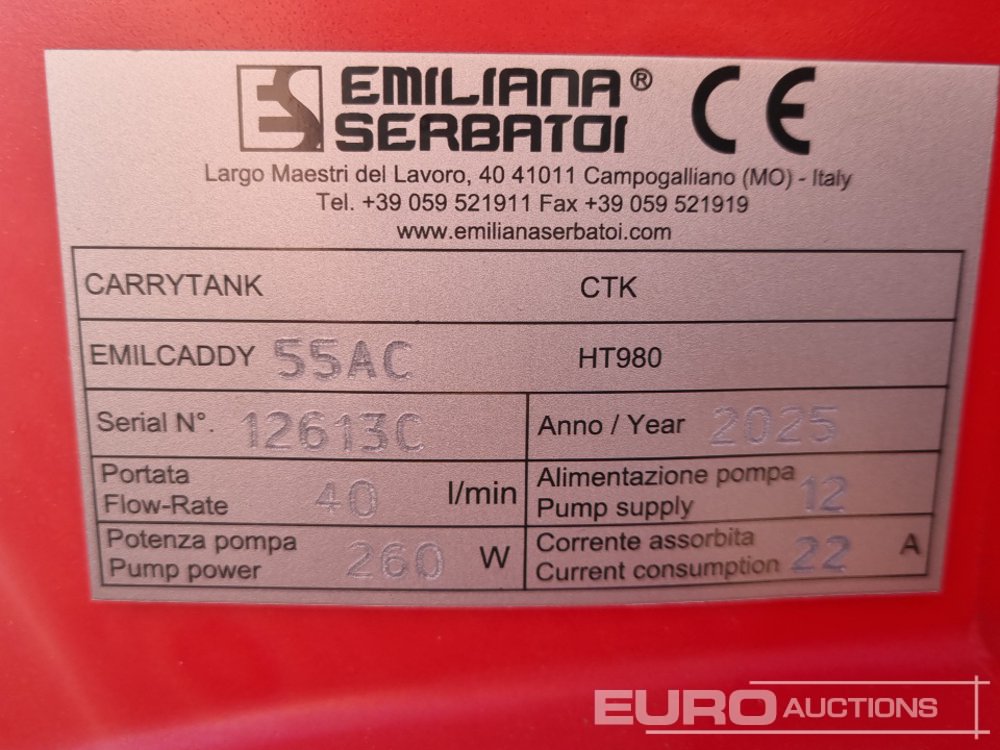 ES EMILIANA®
SERBATOI CE
Largo Maestri del Lavoro, 40 41011 Campogalliano (MO) - Italy
Tel. +39 059 521911 Fax +39 059 521919
www.emilianaserbatoi.com
CARRYTANK CTK
EMILCADDY 55AC HT980
Serial N°. 12613C Anno / Year 2025
Portata
Flow-Rate 40 l/min
Alimentazione pompa
Pump supply 12
Potenza pompa
Pump power 260 W
Corrente assorbita
Current consumption 22 A
EURO AUCTIONS